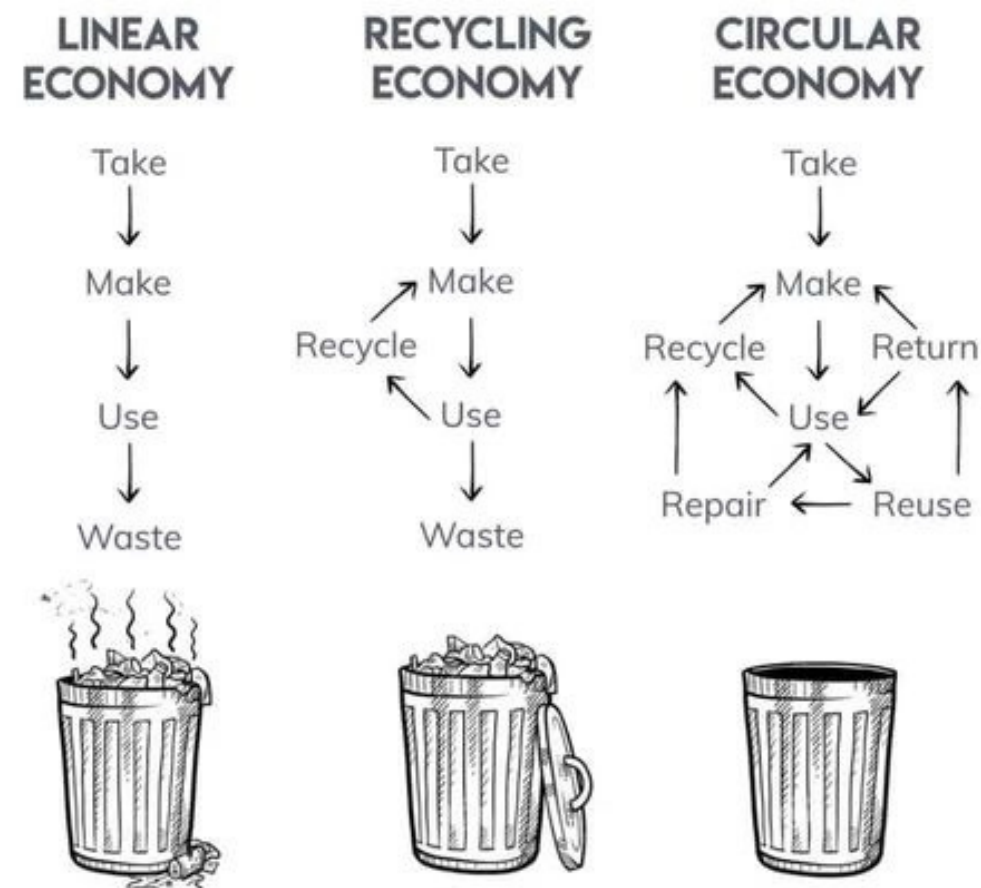 LINEAR
ECONOMY
Take
Make
Use
Waste
RECYCLING
ECONOMY
Take
Make
Recycle
Use
Waste
CIRCULAR
ECONOMY
Take
Make
Recycle
Return
Use
Repair
Reuse